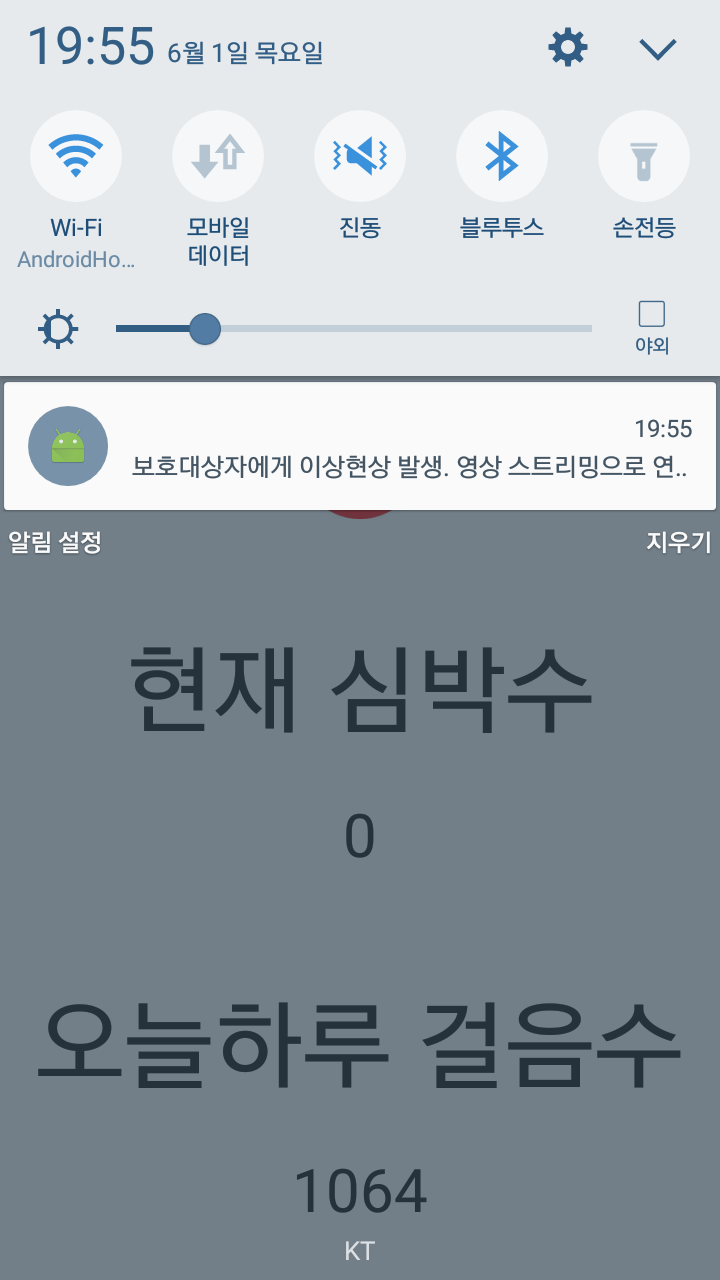 19:55 6월 1일 목요일
Wi-Fi 모바일 데이터 진동 블루투스 손전등
AndroidHo...
야외
19:55
보호대상자에게 이상현상 발생. 영상 스트리밍으로 연..
알림 설정 지우기
현재 심박수
0
오늘하루 걸음수
1064
KT